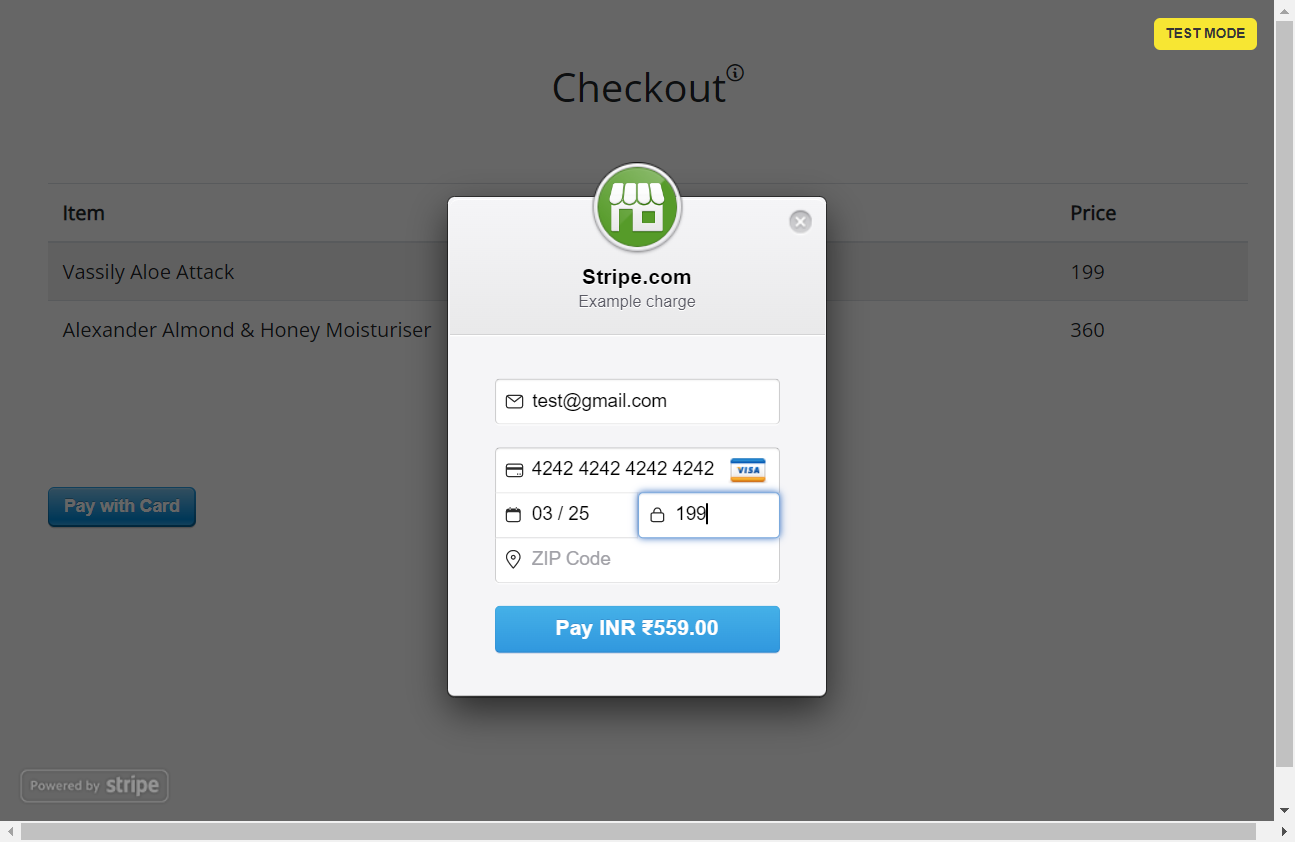 TEST MODE
Checkout
Item Price
Vassily Aloe Attack 199
Alexander Almond & Honey Moisturiser 360
Stripe.com
Example charge
test@gmail.com
4242 4242 4242 4242 VISA
03 / 25 199
ZIP Code
Pay INR ₹559.00
Pay with Card
Powered by stripe